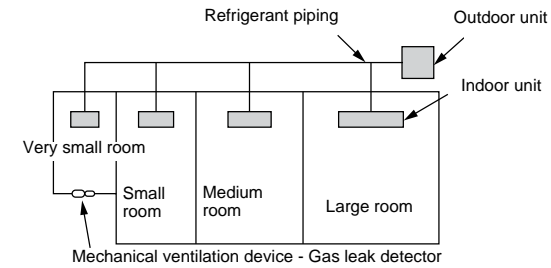 Refrigerant piping
Outdoor unit
Indoor unit
Very small room
Small
room
Medium
room
Large room
Mechanical ventilation device - Gas leak detector